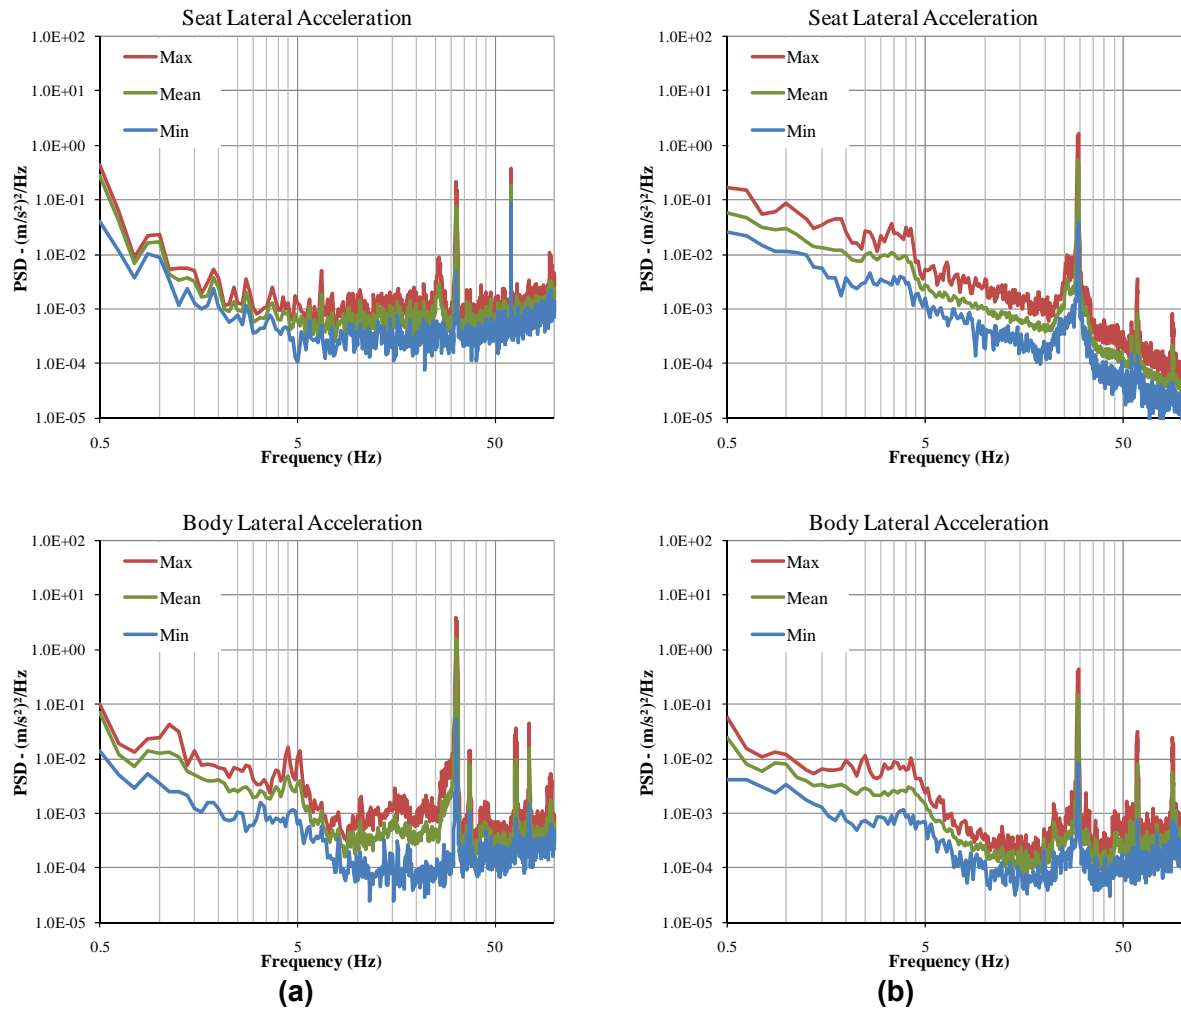 Seat Lateral Acceleration
1.0E+02
1.0E+01
1.0E+00
1.0E-01
1.0E-02
1.0E-03
1.0E-04
1.0E-05
PSD - (m/s²)²/Hz
Max
Mean
Min
0.5 5 50
Frequency (Hz)
Seat Lateral Acceleration
1.0E+02
1.0E+01
1.0E+00
1.0E-01
1.0E-02
1.0E-03
1.0E-04
1.0E-05
PSD - (m/s²)²/Hz
Max
Mean
Min
0.5 5 50
Frequency (Hz)
Body Lateral Acceleration
1.0E+02
1.0E+01
1.0E+00
1.0E-01
1.0E-02
1.0E-03
1.0E-04
1.0E-05
PSD - (m/s²)²/Hz
Max
Mean
Min
0.5 5 50
Frequency (Hz)
(a)
Body Lateral Acceleration
1.0E+02
1.0E+01
1.0E+00
1.0E-01
1.0E-02
1.0E-03
1.0E-04
1.0E-05
PSD - (m/s²)²/Hz
Max
Mean
Min
0.5 5 50
Frequency (Hz)
(b)